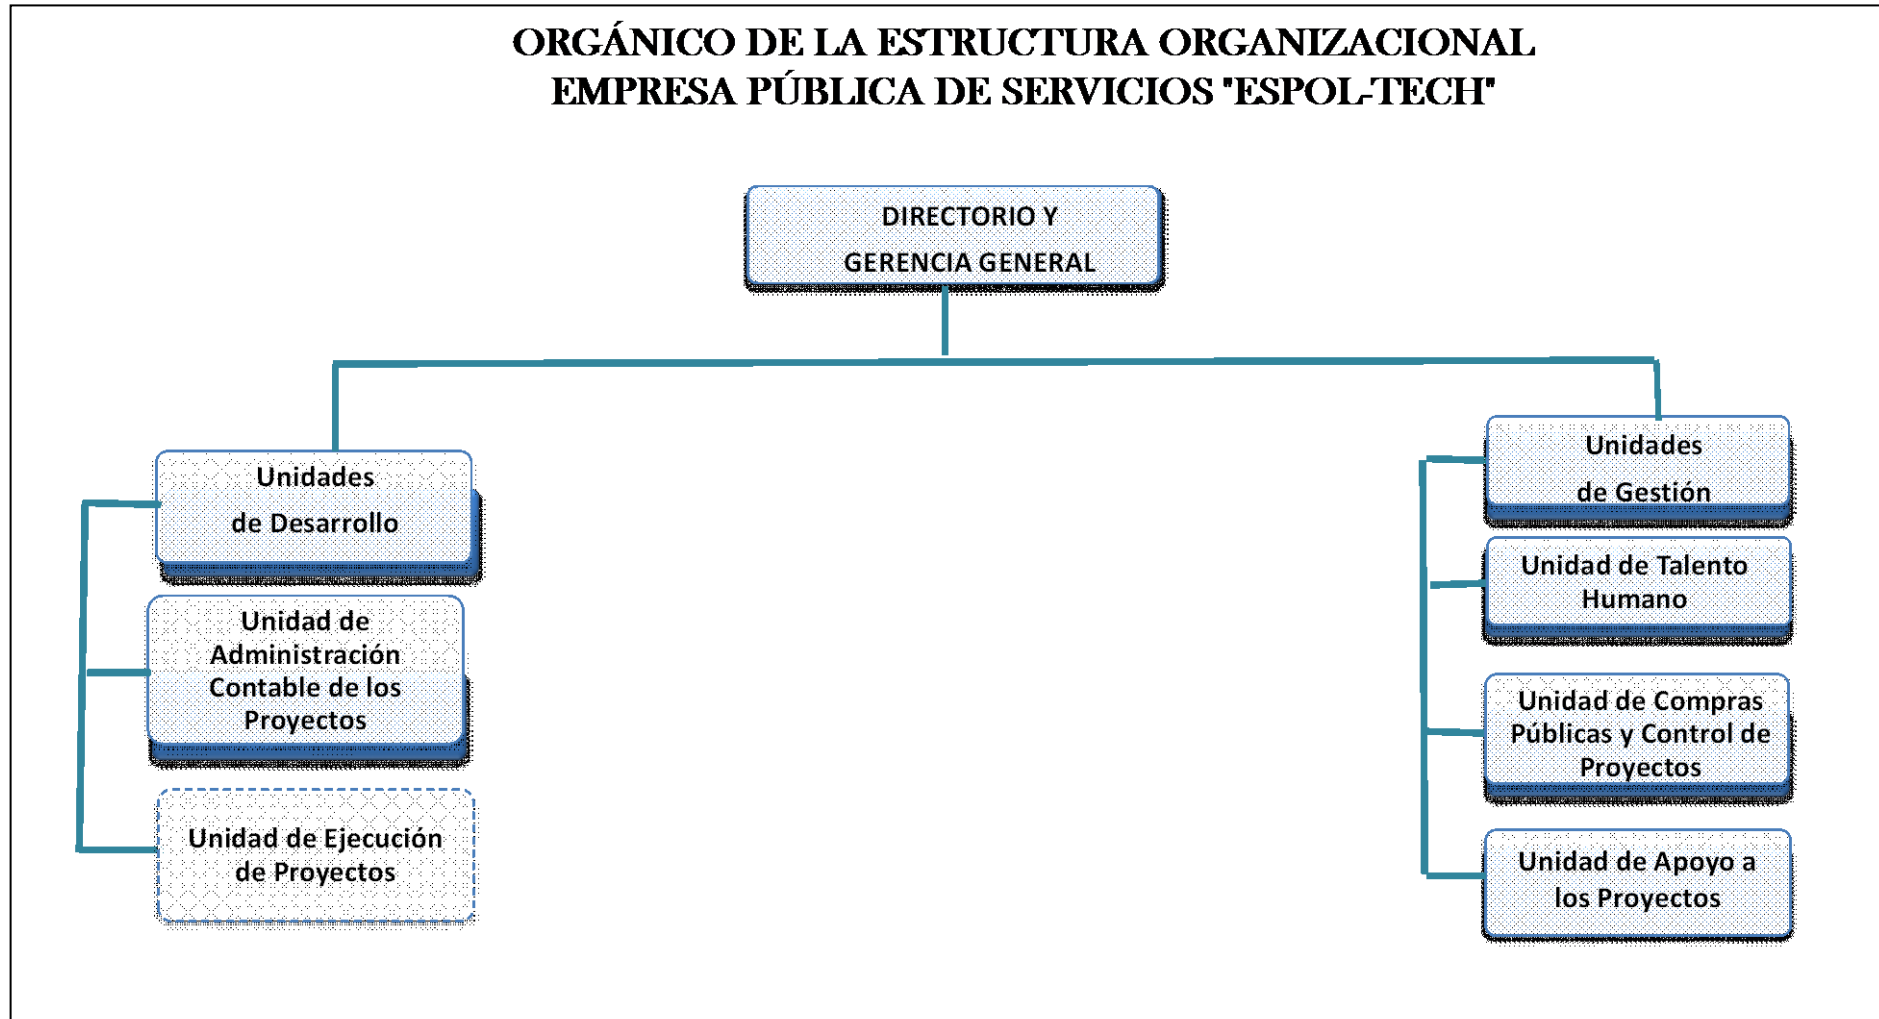 ORGÁNICO DE LA ESTRUCTURA ORGANIZACIONAL
EMPRESA PÚBLICA DE SERVICIOS "ESPOL-TECH"
DIRECTORIO Y
GERENCIA GENERAL
Unidades
de Desarrollo
Unidad de
Administración
Contable de los
Proyectos
Unidad de Ejecución
de Proyectos
Unidades
de Gestión
Unidad de Talento
Humano
Unidad de Compras
Públicas y Control de
Proyectos
Unidad de Apoyo a
los Proyectos